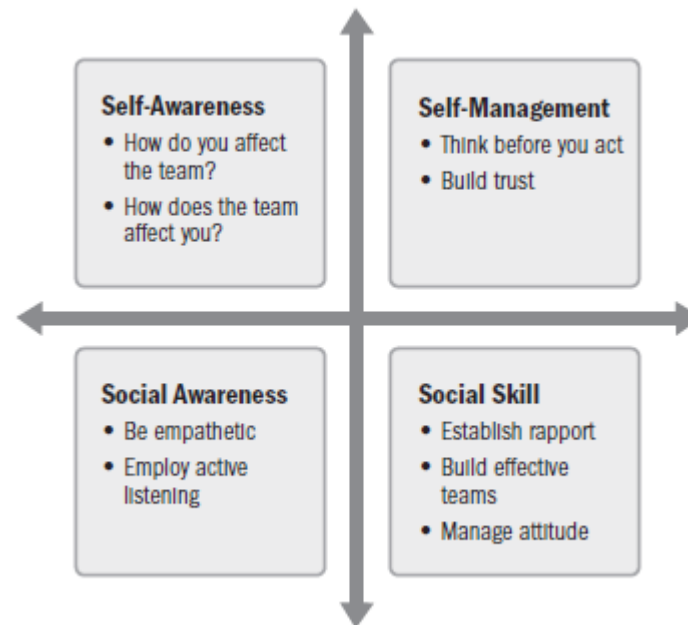 Self-Awareness
• How do you affect
the team?
• How does the team
affect you?
Self-Management
• Think before you act
• Build trust
Social Awareness
• Be empathetic
• Employ active
listening
Social Skill
• Establish rapport
• Build effective
teams
• Manage attitude